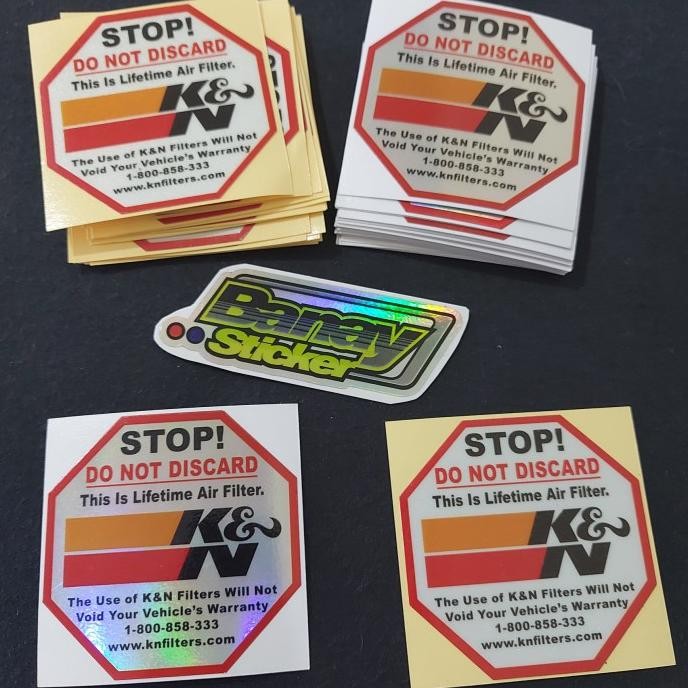 STOP!
DO NOT DISCARD
This Is Lifetime Air Filter.
K&N
The Use of K&N Filters Will Not
Void Your Vehicle's Warranty
1-800-858-333
www.knfilters.com
STOP!
DO NOT DISCARD
This Is Lifetime Air Filter.
K&N
The Use of K&N Filters Will Not
Void Your Vehicle's Warranty
1-800-858-333
www.knfilters.com
Banay
Sticker
STOP!
DO NOT DISCARD
This Is Lifetime Air Filter.
K&N
The Use of K&N Filters Will Not
Void Your Vehicle's Warranty
1-800-858-333
www.knfilters.com
STOP!
DO NOT DISCARD
This Is Lifetime Air Filter.
K&N
The Use of K&N Filters Will Not
Void Your Vehicle's Warranty
1-800-858-333
www.knfilters.com